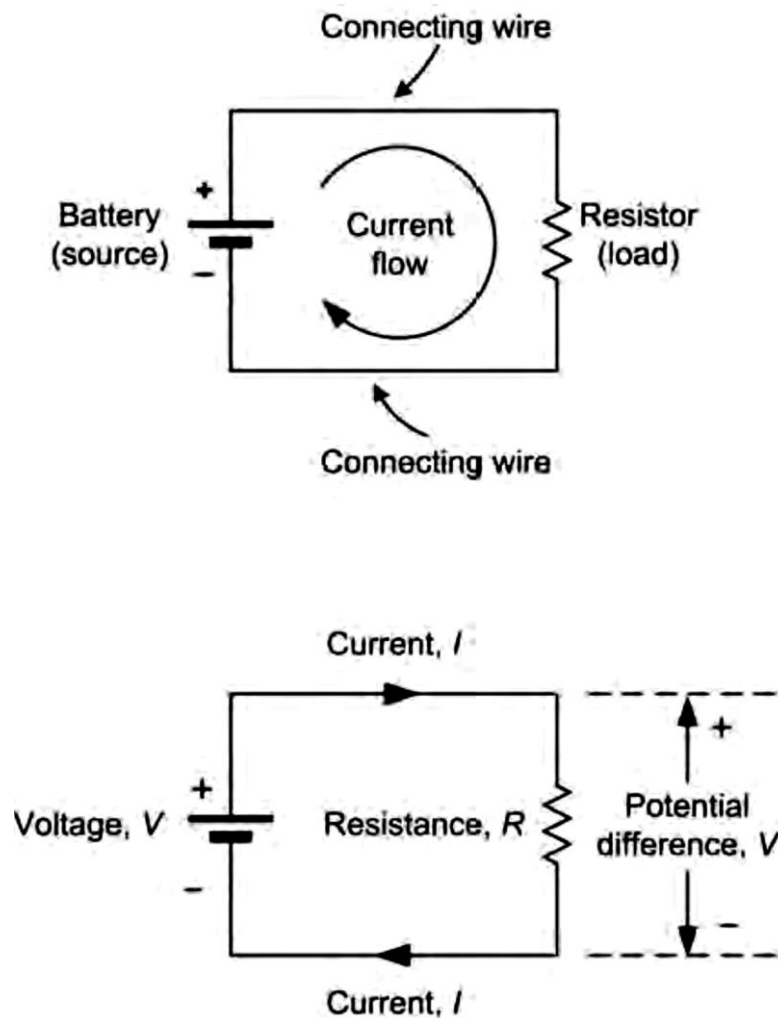 Connecting wire
+
Battery
(source)
−
Current
flow
Resistor
(load)
Connecting wire
Current, I
+
Voltage, V
−
Resistance, R
+
Potential
difference, V
−
Current, I